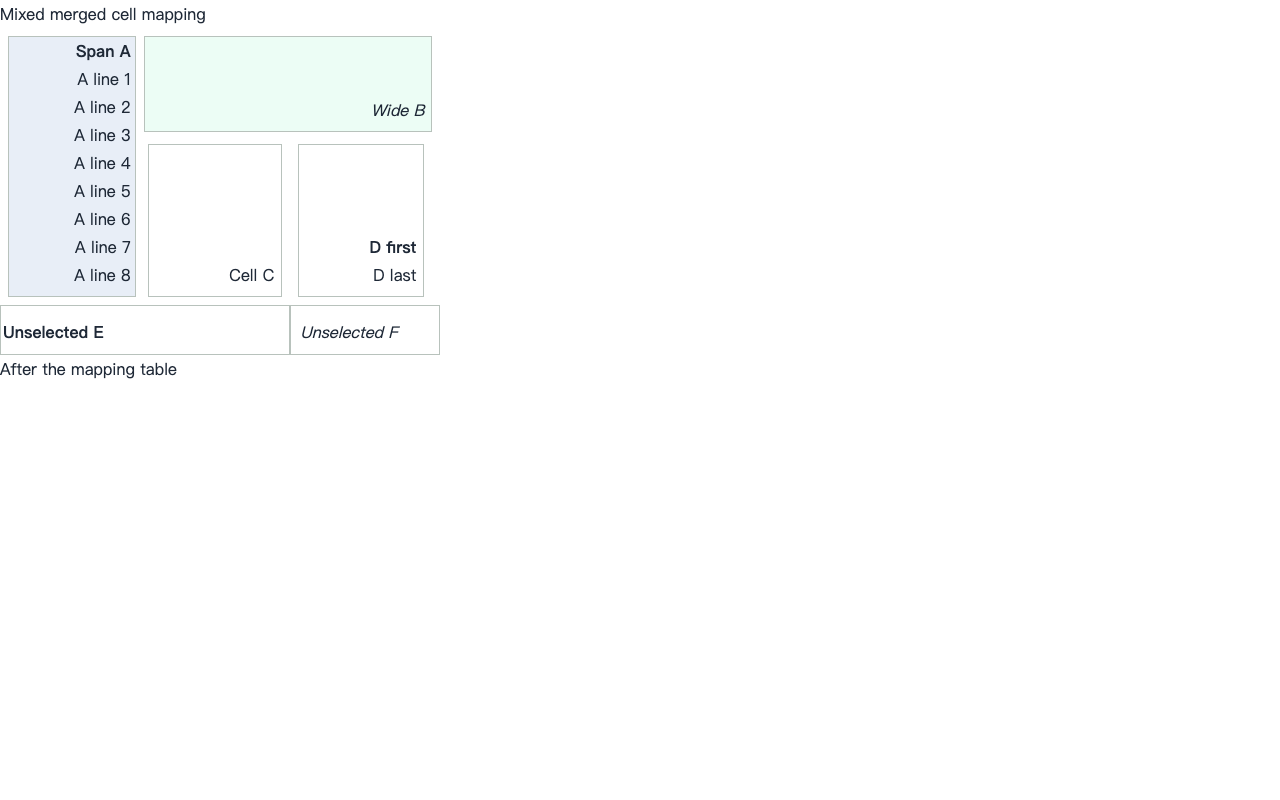 Mixed merged cell mapping
Span A
A line 1
A line 2
A line 3
A line 4
A line 5
A line 6
A line 7
A line 8
Wide B
Cell C
D first
D last
Unselected E
Unselected F
After the mapping table